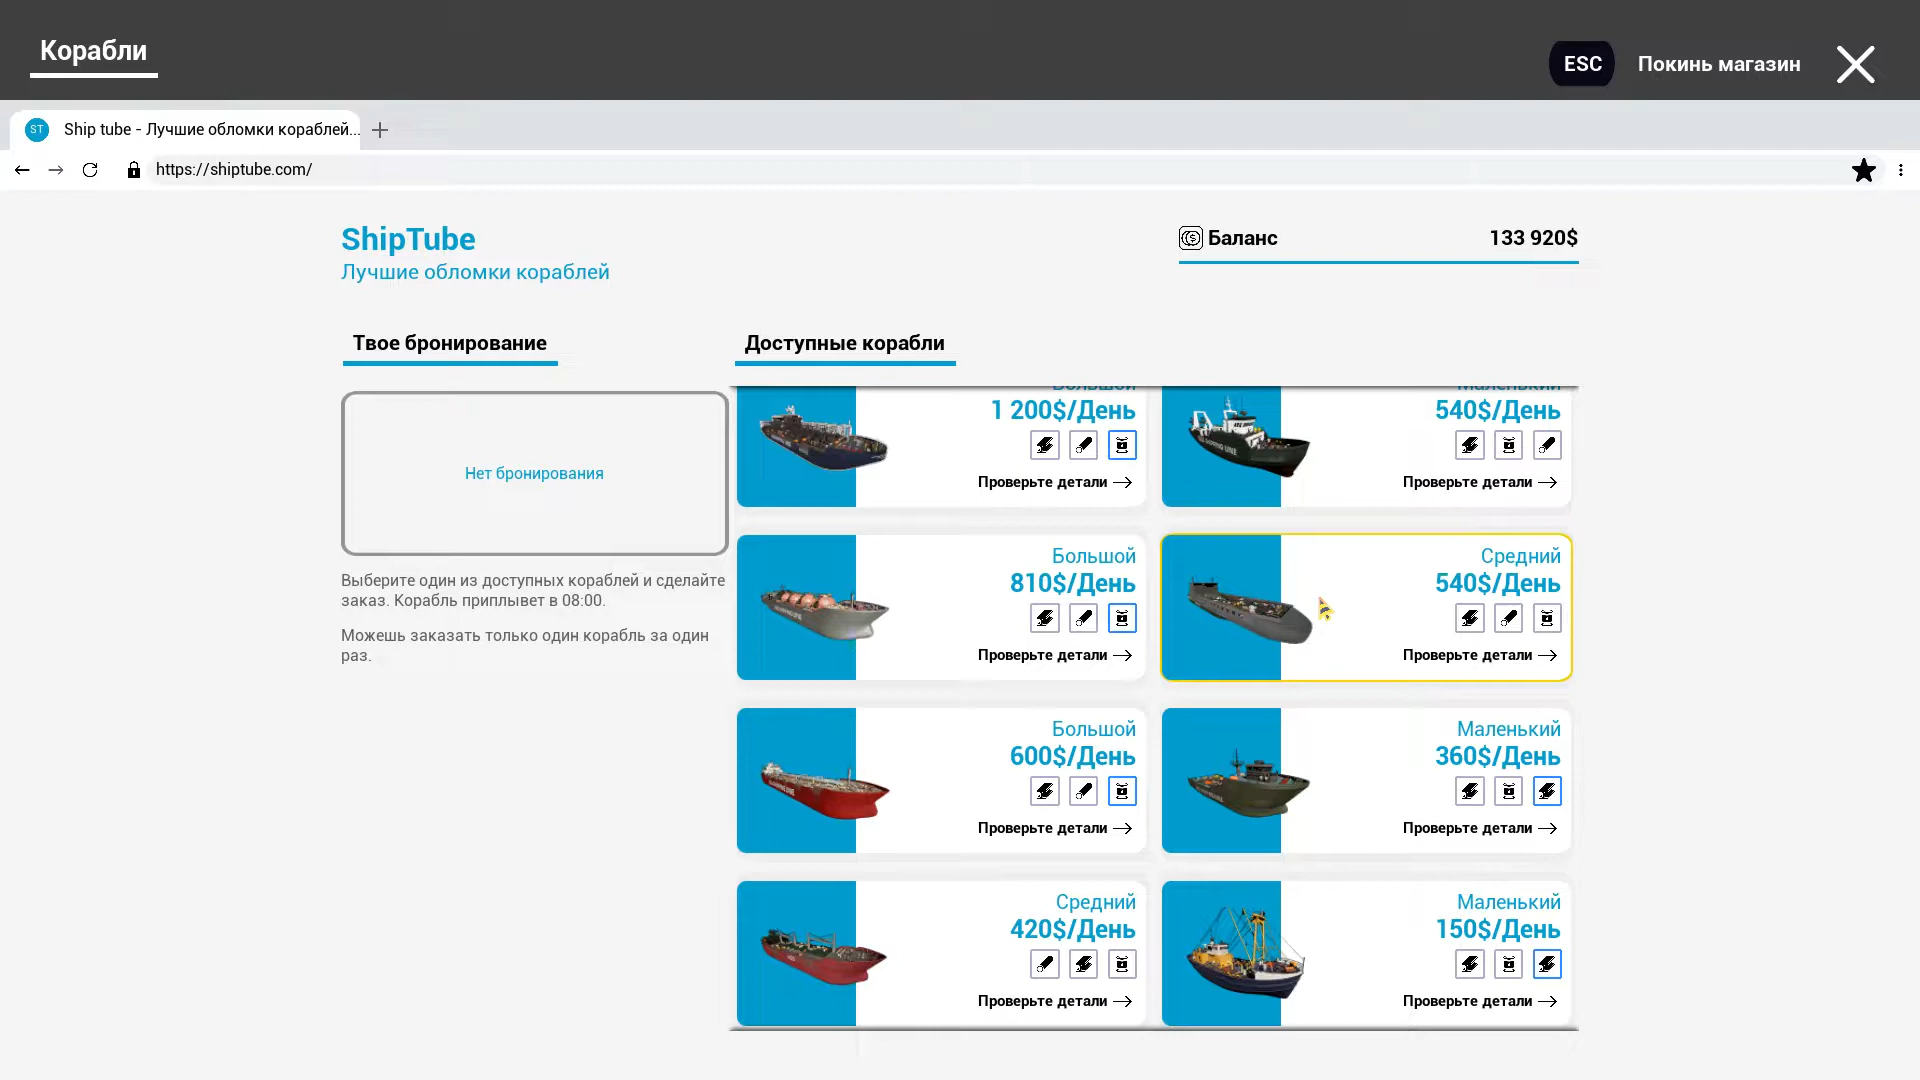 Корабли
ESC Покинь магазин
ST Ship tube - Лучшие обломки кораблей...
https://shiptube.com/
ShipTube
Лучшие обломки кораблей
Баланс 133 920$
Твое бронирование
Доступные корабли
Нет бронирования
Выберите один из доступных кораблей и сделайте
заказ. Корабль приплывет в 08:00.
Можешь заказать только один корабль за один
раз.
Большой
1 200$/День
Проверьте детали
Маленький
540$/День
Проверьте детали
Большой
810$/День
Проверьте детали
Средний
540$/День
Проверьте детали
Большой
600$/День
Проверьте детали
Маленький
360$/День
Проверьте детали
Средний
420$/День
Проверьте детали
Маленький
150$/День
Проверьте детали